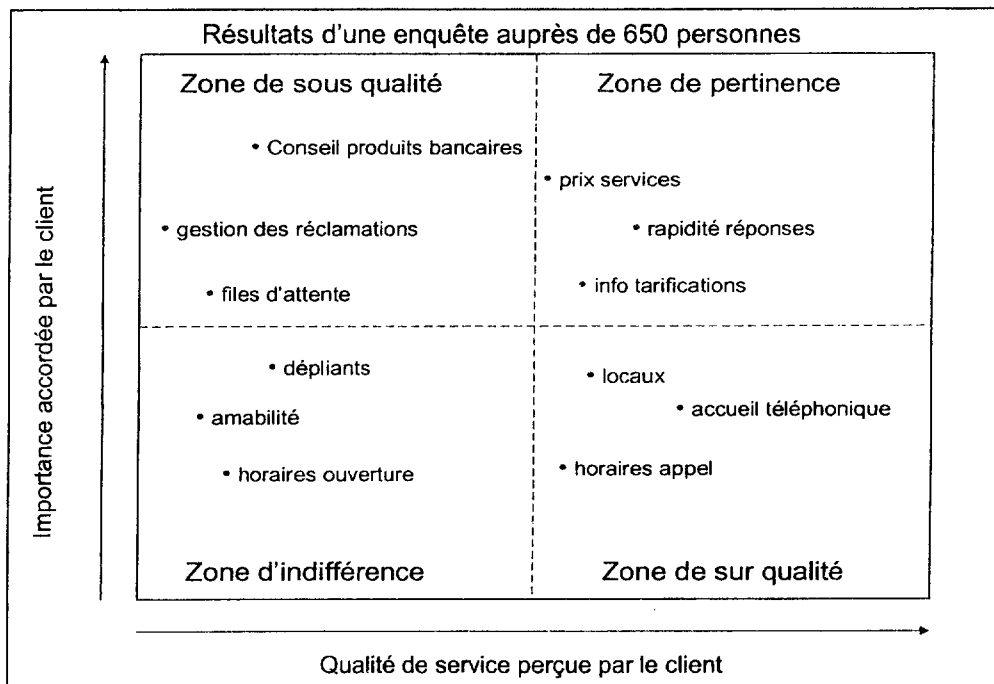 Résultats d'une enquête auprès de 650 personnes
Zone de sous qualité
Zone de pertinence
• Conseil produits bancaires
• prix services
• gestion des réclamations
• rapidité réponses
• files d'attente
• info tarifications
• dépliants
• locaux
• amabilité
• accueil téléphonique
• horaires ouverture
• horaires appel
Zone d'indifférence
Zone de sur qualité
Importance accordée par le client
Qualité de service perçue par le client